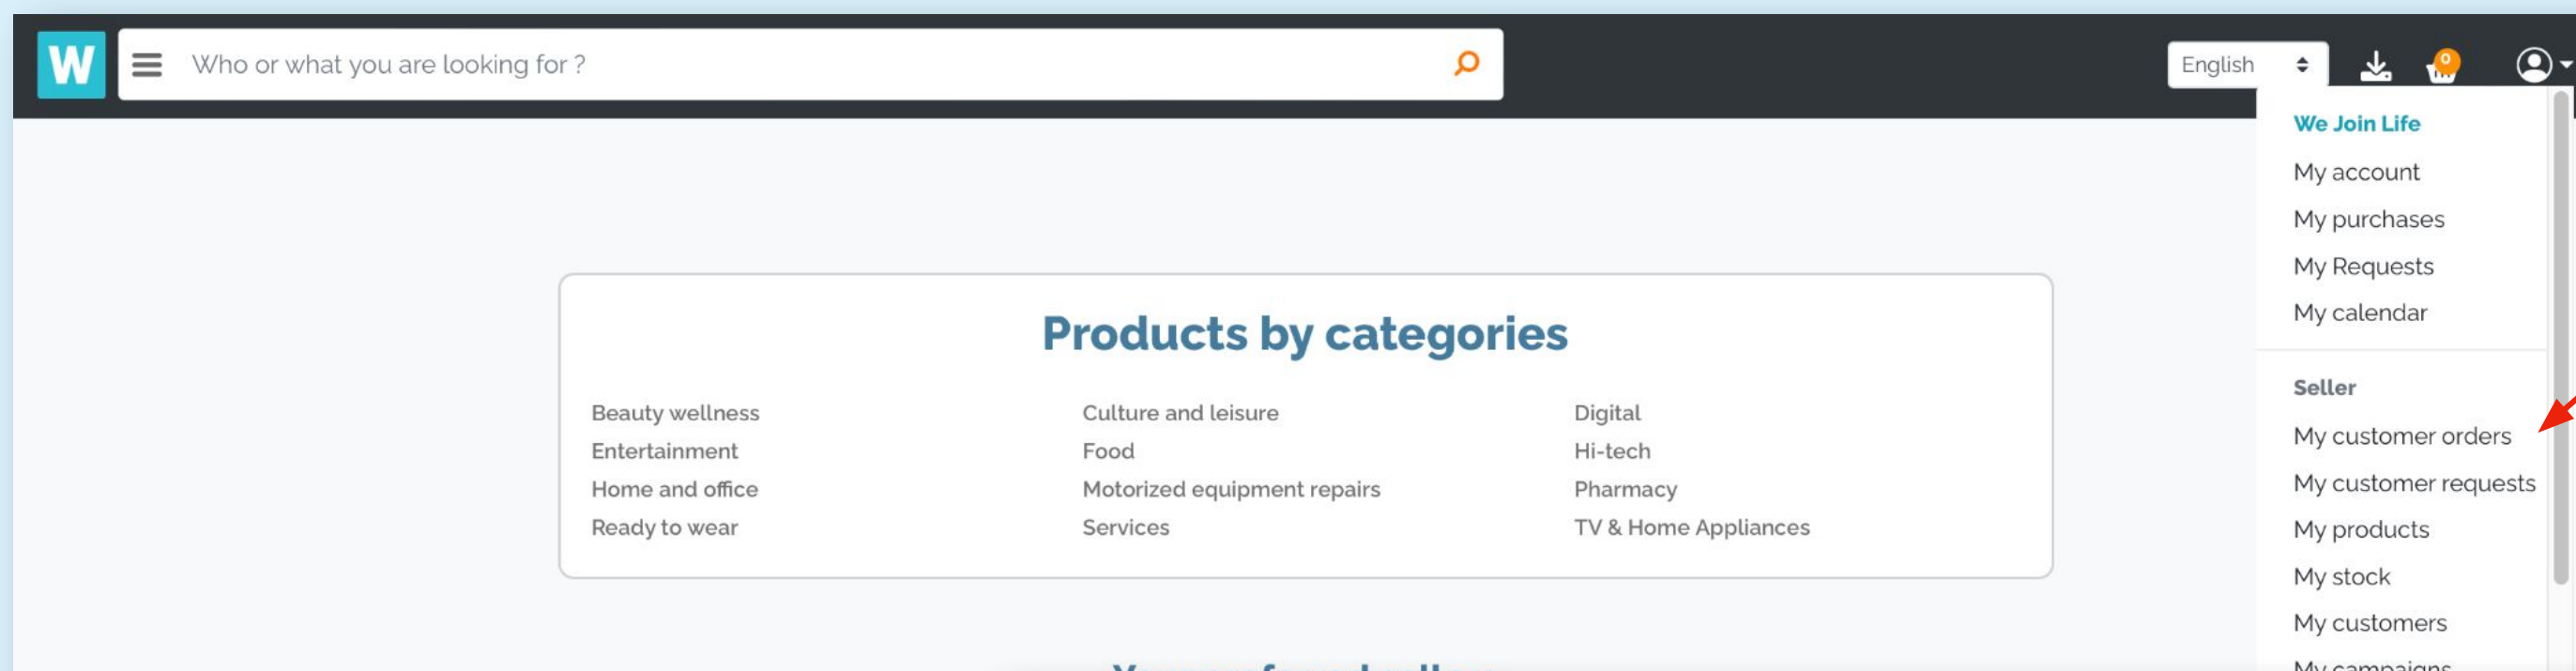 W
Who or what you are looking for ?
English
0
We Join Life
My account
My purchases
My Requests
My calendar
Seller
My customer orders
My customer requests
My products
My stock
My customers
My campaigns
Products by categories
Beauty wellness
Entertainment
Home and office
Ready to wear
Culture and leisure
Food
Motorized equipment repairs
Services
Digital
Hi-tech
Pharmacy
TV & Home Appliances